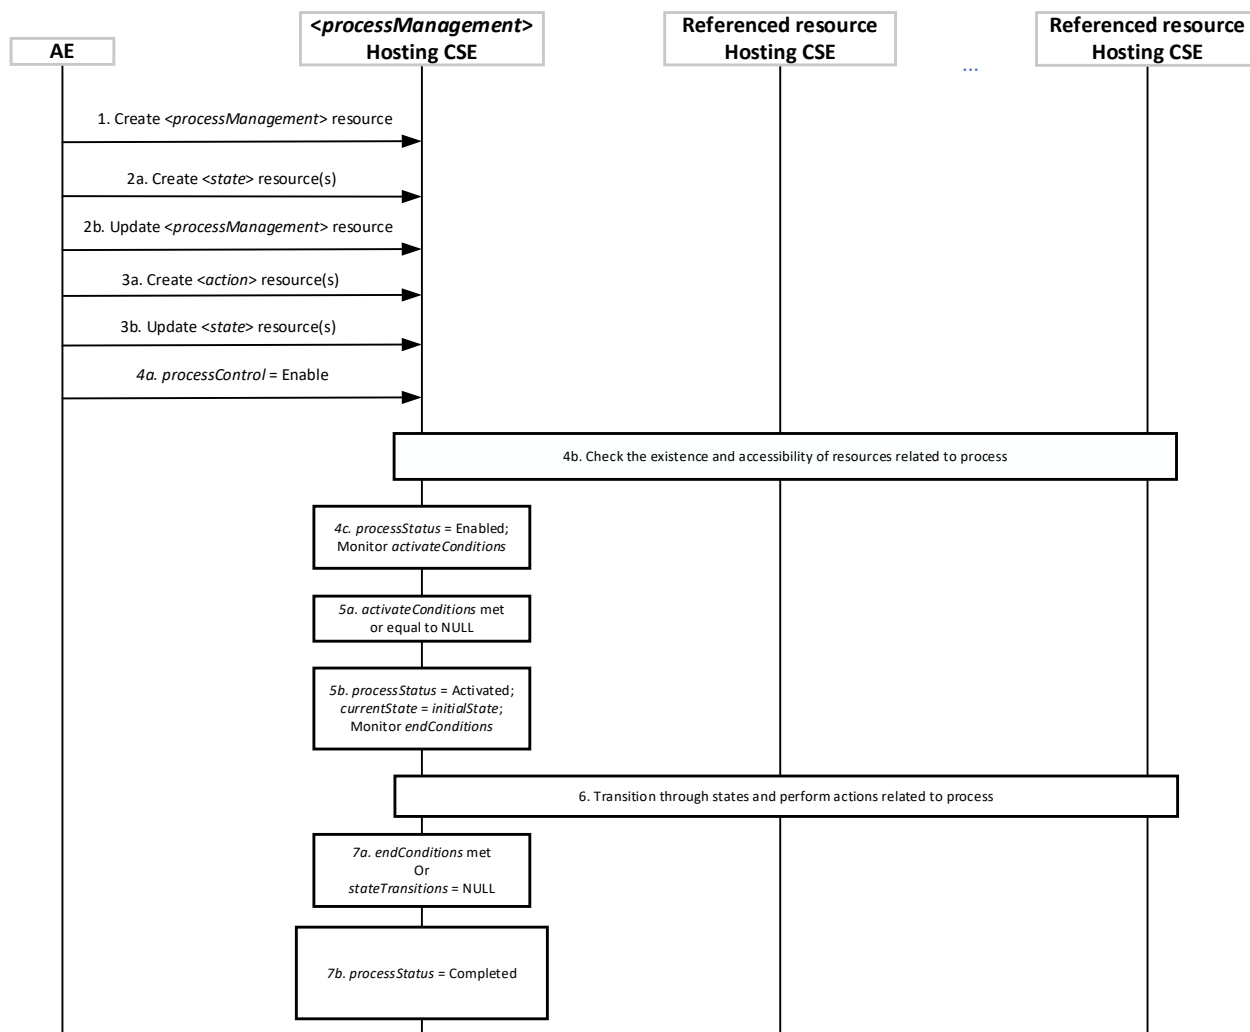 AE
<processManagement>
Hosting CSE
Referenced resource
Hosting CSE
...
Referenced resource
Hosting CSE
1. Create <processManagement> resource
2a. Create <state> resource(s)
2b. Update <processManagement> resource
3a. Create <action> resource(s)
3b. Update <state> resource(s)
4a. processControl = Enable
4b. Check the existence and accessibility of resources related to process
4c. processStatus = Enabled;
Monitor activateConditions
5a. activateConditions met
or equal to NULL
5b. processStatus = Activated;
currentState = initialState;
Monitor endConditions
6. Transition through states and perform actions related to process
7a. endConditions met
Or
stateTransitions = NULL
7b. processStatus = Completed